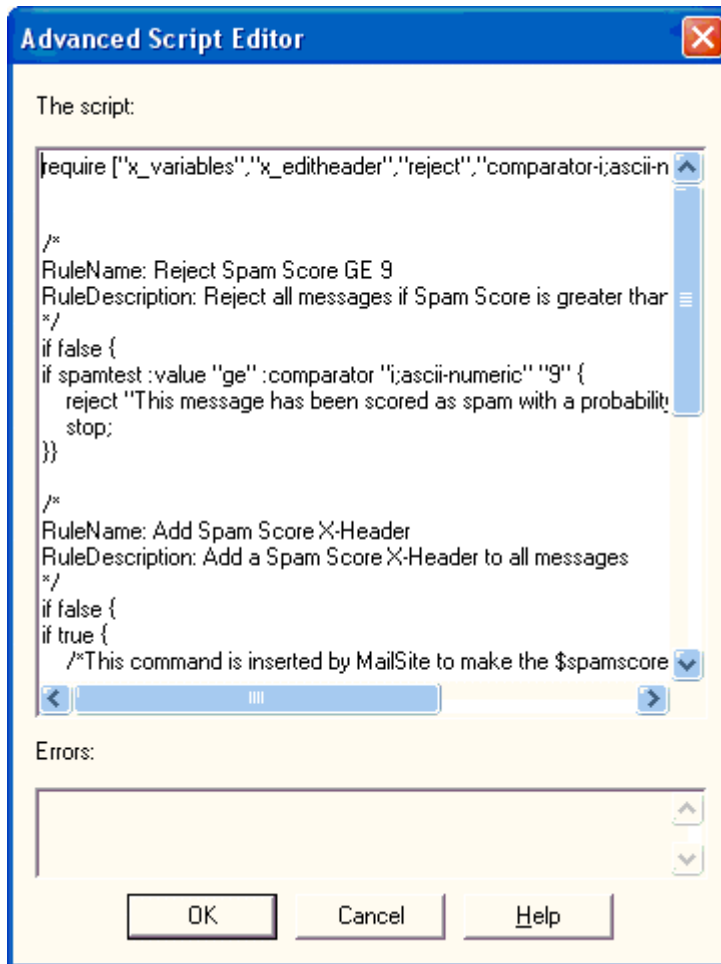 Advanced Script Editor
The script:
require ["x_variables","x_editheader","reject","comparator-i;ascii-n
/*
RuleName: Reject Spam Score GE 9
RuleDescription: Reject all messages if Spam Score is greater than
*/
if false {
if spamtest :value "ge" :comparator "i;ascii-numeric" "9" {
reject "This message has been scored as spam with a probability
stop;
}}
/*
RuleName: Add Spam Score X-Header
RuleDescription: Add a Spam Score X-Header to all messages
*/
if false {
if true {
/*This command is inserted by MailSite to make the $spamscore
Errors:
OK Cancel Help